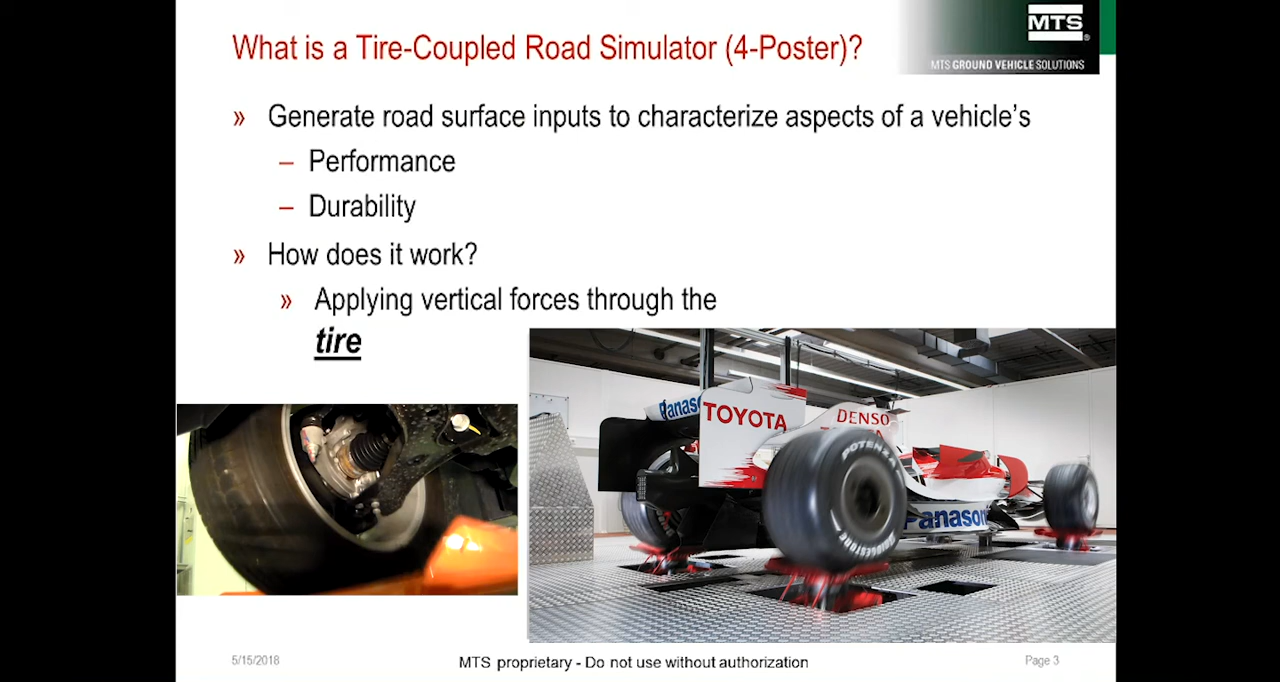 What is a Tire-Coupled Road Simulator (4-Poster)?
MTS
MTS GROUND VEHICLE SOLUTIONS
» Generate road surface inputs to characterize aspects of a vehicle's
– Performance
– Durability
» How does it work?
» Applying vertical forces through the
tire
Panaso
TOYOTA
DENSO
POTENZA
Panason
BRIDGESTONE
5/15/2018
MTS proprietary - Do not use without authorization
Page 3